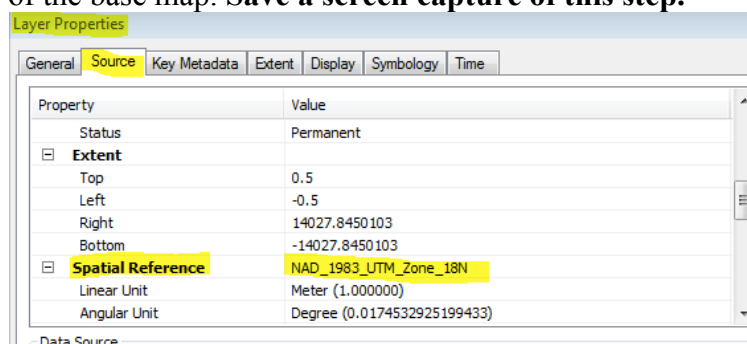 of the base map. Save a screen capture of this step.
Layer Properties
General Source Key Metadata Extent Display Symbology Time
Property Value
Status Permanent
Extent
Top 0.5
Left -0.5
Right 14027.8450103
Bottom -14027.8450103
Spatial Reference NAD_1983_UTM_Zone_18N
Linear Unit Meter (1.000000)
Angular Unit Degree (0.0174532925199433)
Data Source